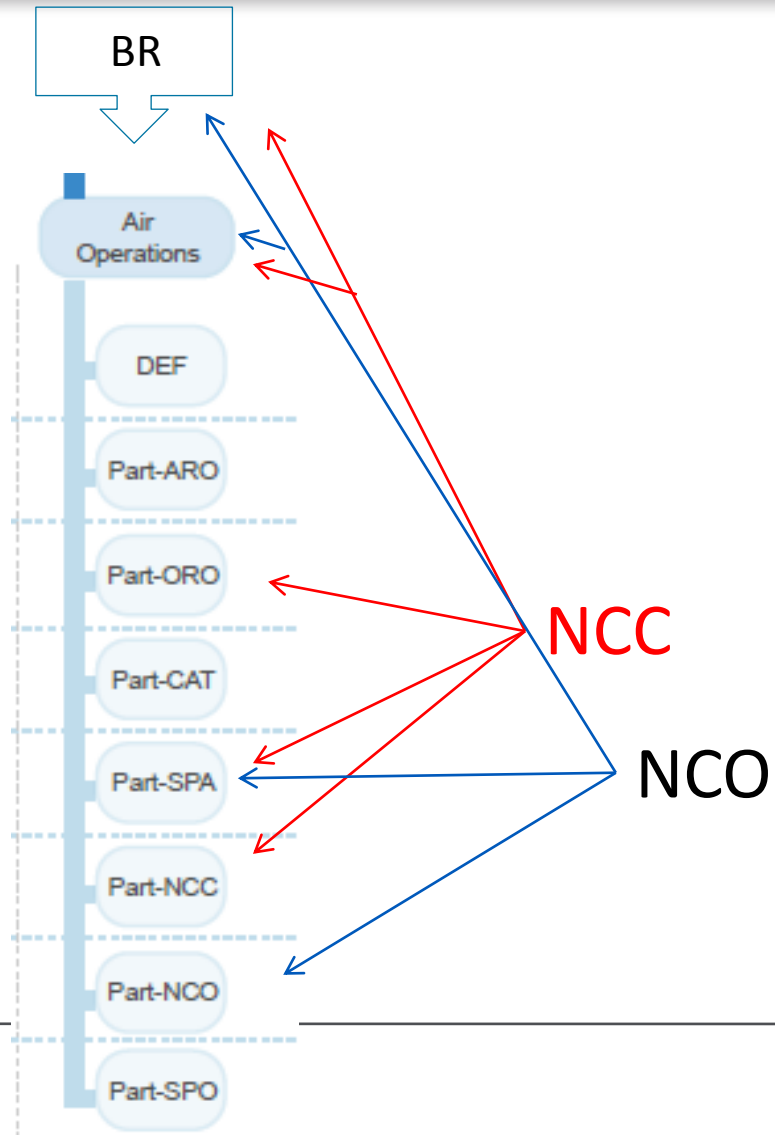 BR
Air
Operations
DEF
Part-ARO
Part-ORO
NCC
Part-CAT
Part-SPA
NCO
Part-NCC
Part-NCO
Part-SPO